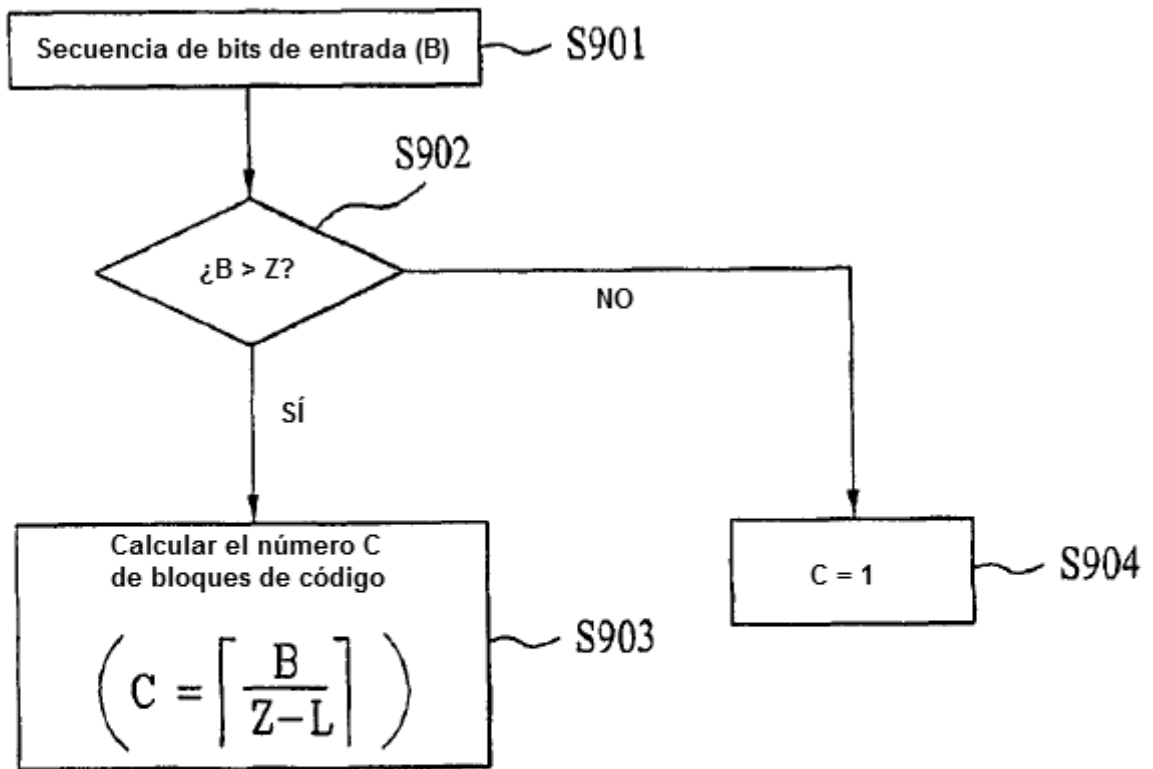 Secuencia de bits de entrada (B)
S901
S902
¿B > Z?
NO
SÍ
Calcular el número C
de bloques de código
(C = ⌈B / Z-L⌉)
S903
C = 1
S904